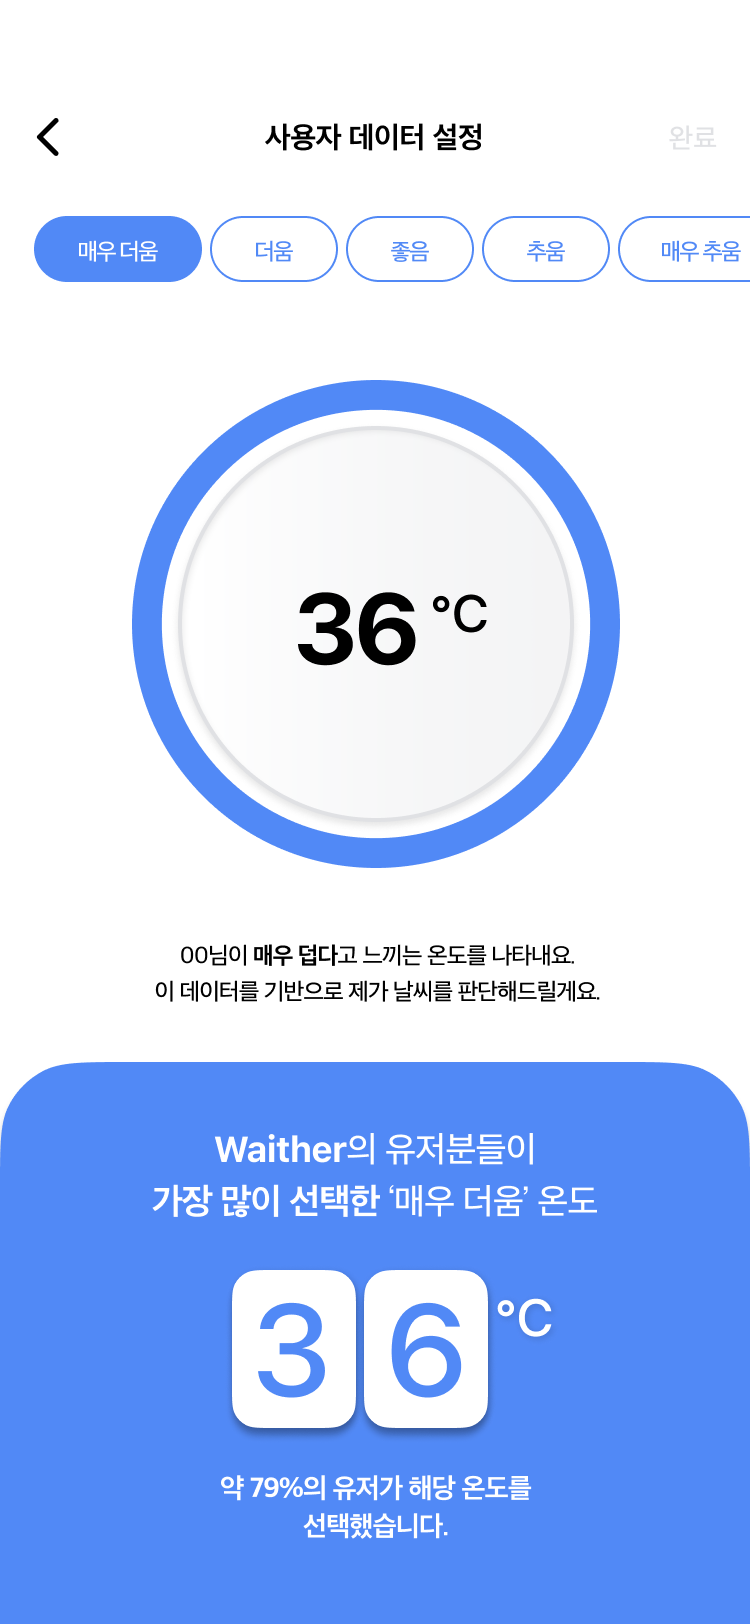 사용자 데이터 설정 완료
매우 더움 더움 좋음 추움 매우 추움
36 °C
00님이 매우 덥다고 느끼는 온도를 나타내요.
이 데이터를 기반으로 제가 날씨를 판단해드릴게요.
Waither의 유저분들이
가장 많이 선택한 ‘매우 더움’ 온도
36 °C
약 79%의 유저가 해당 온도를
선택했습니다.